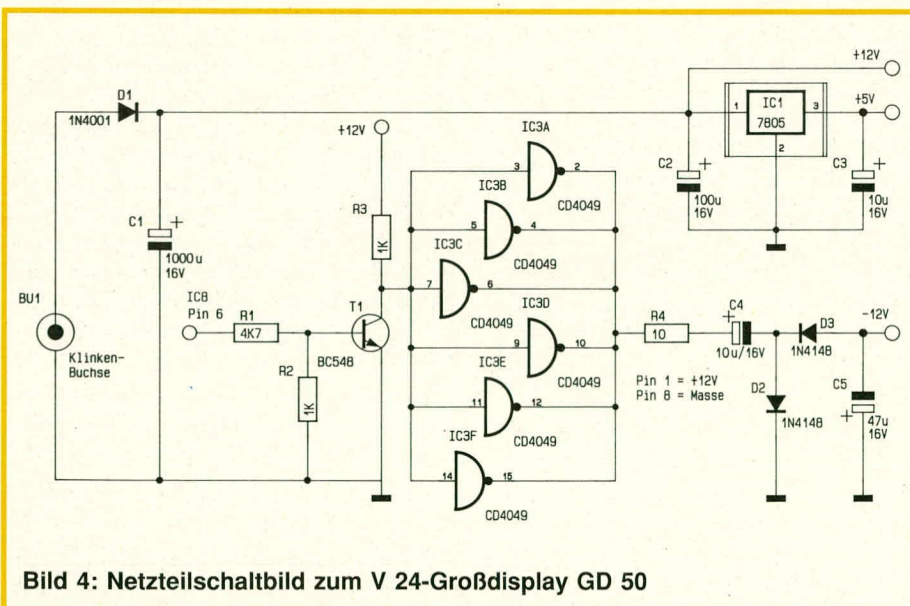 D1
1N4001
+12V
+12V
1
IC1
7805
3
+5V
2
C2
+
100u
16V
C3
+
10u
16V
IC3A
3
2
CD4049
IC3B
5
4
CD4049
IC3C
7
6
CD4049
IC3D
9
10
CD4049
IC3E
11
12
CD4049
IC3F
14
15
CD4049
R3
1K
C1
+
1000u
16V
BU1
Klinken-
Buchse
IC8
Pin 6
R1
4K7
T1
BC548
R2
1K
R4
10
C4
+
10u/16V
D3
1N4148
-12V
Pin 1 = +12V
Pin 8 = Masse
D2
1N4148
C5
+
47u
16V
Bild 4: Netzteilschaltbild zum V 24-Großdisplay GD 50